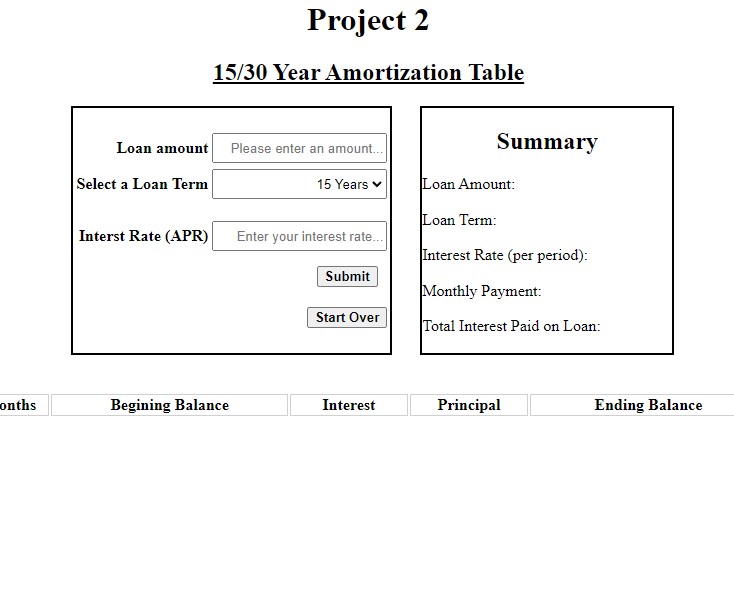 Project 2
15/30 Year Amortization Table
Loan amount Please enter an amount...
Select a Loan Term 15 Years
Interst Rate (APR) Enter your interest rate...
Submit
Start Over
Summary
Loan Amount:
Loan Term:
Interest Rate (per period):
Monthly Payment:
Total Interest Paid on Loan:
onths Begining Balance Interest Principal Ending Balance